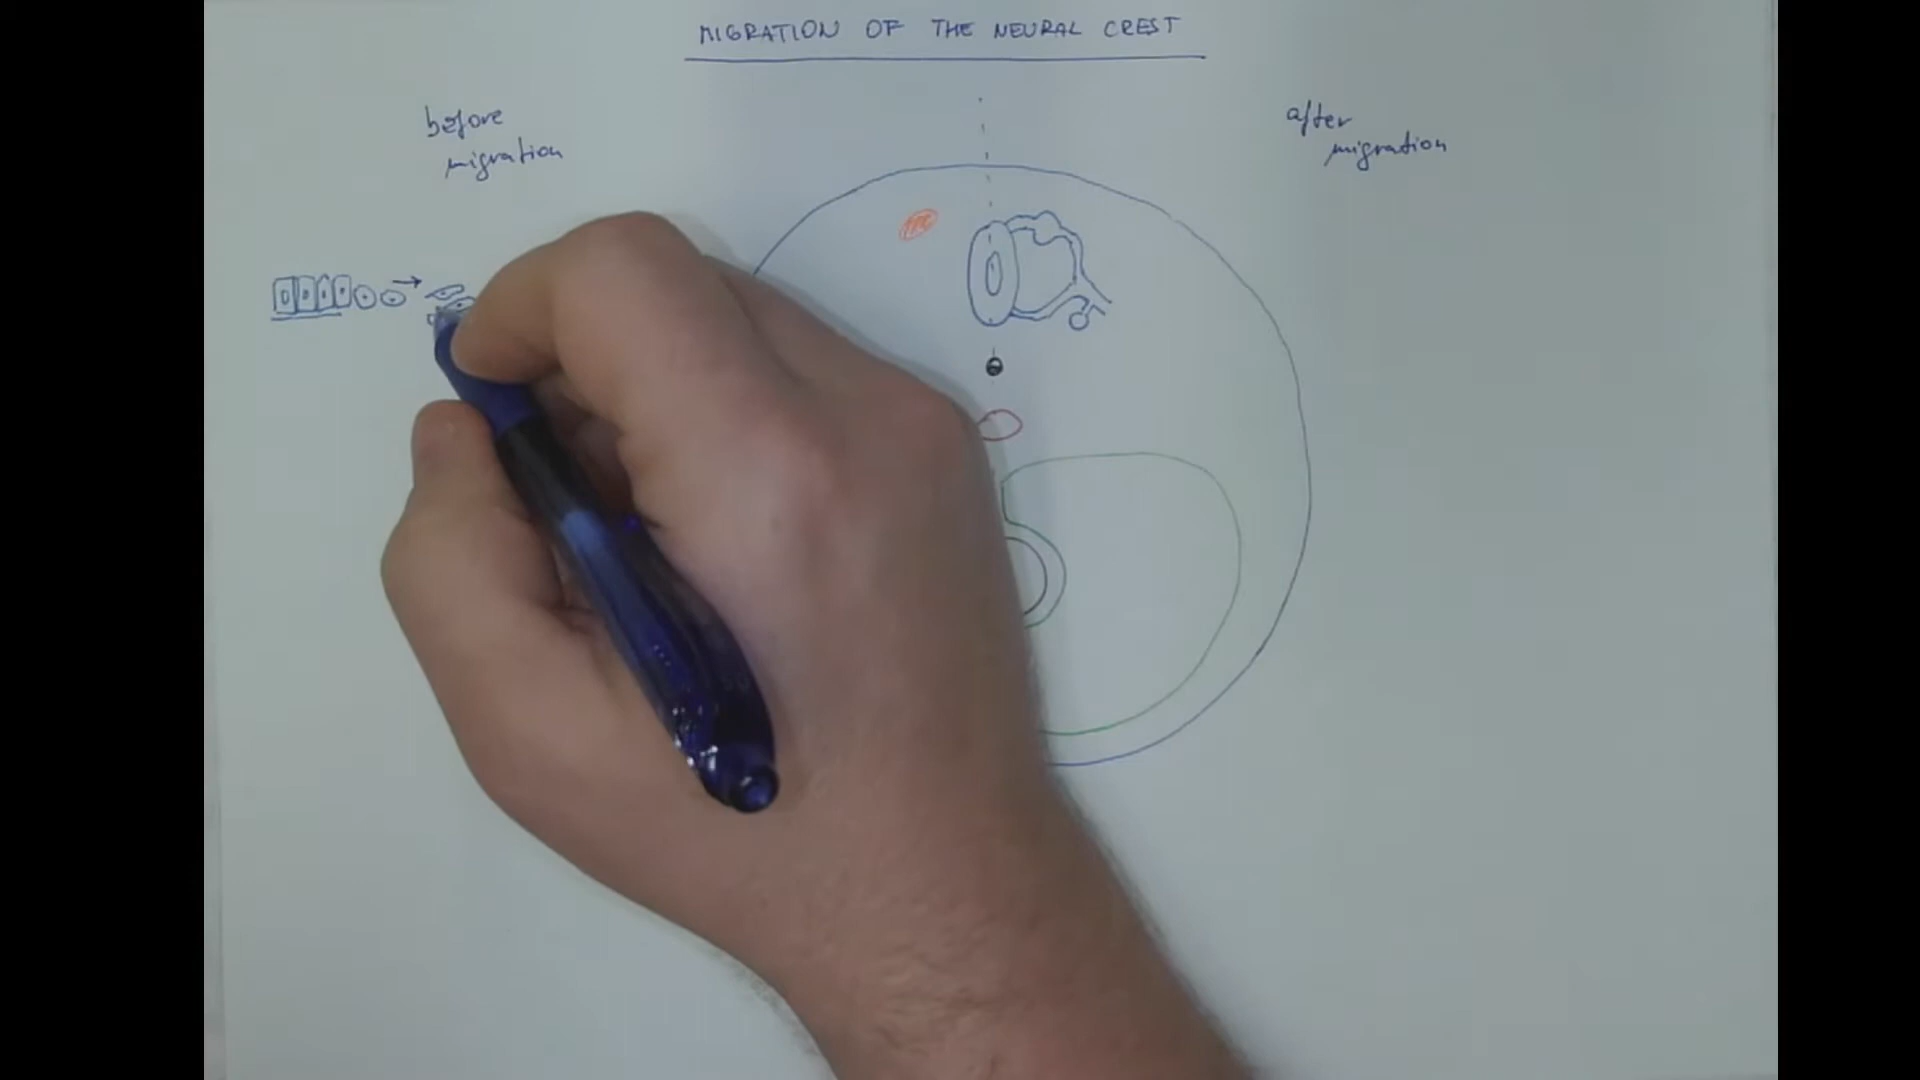 MIGRATION OF THE NEURAL CREST
before
migration
after
migration